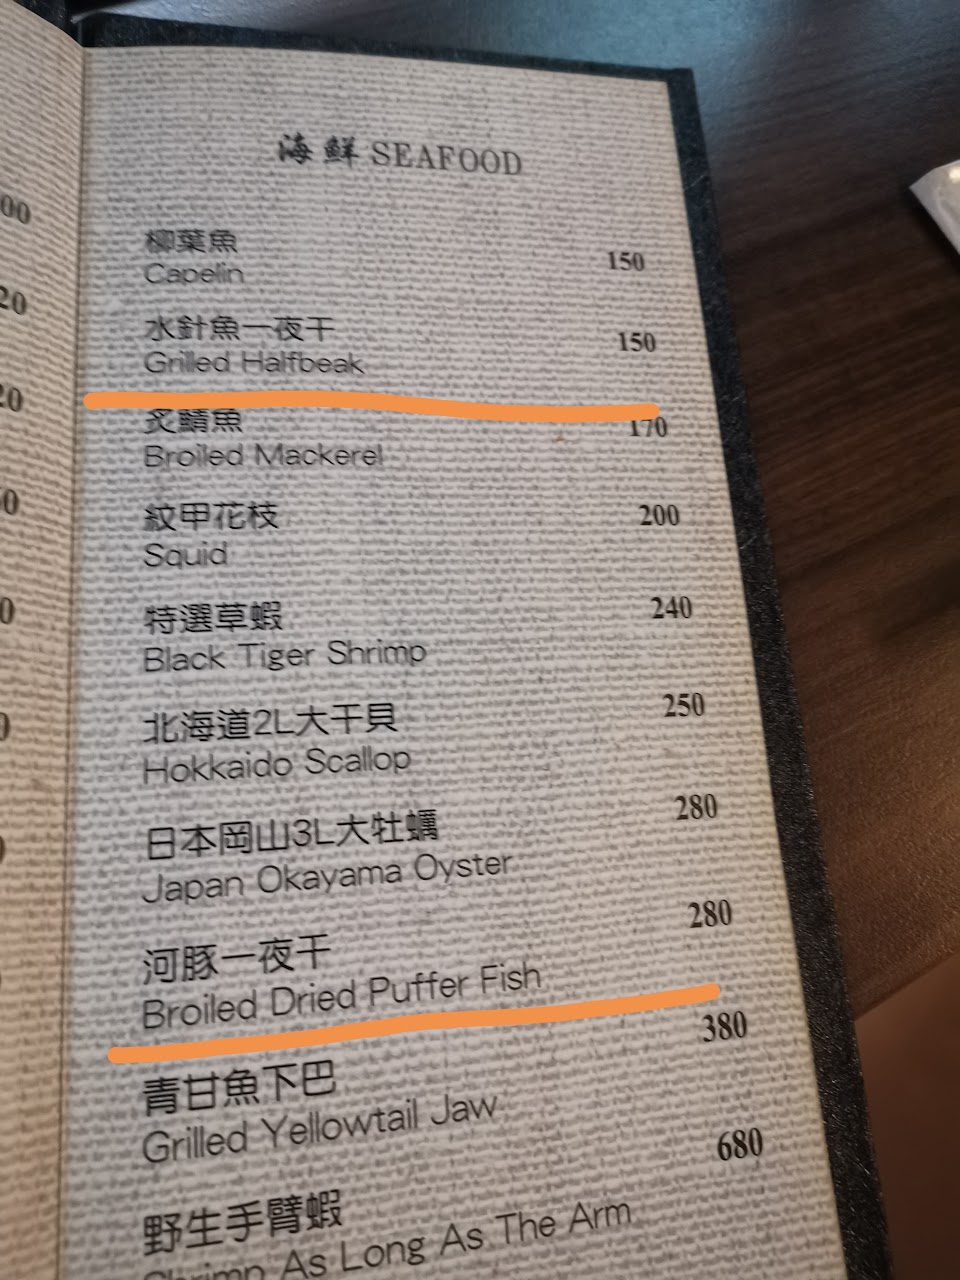 海鮮 SEAFOOD
柳葉魚
Capelin 150
水針魚一夜干
Grilled Halfbeak 150
炙鯖魚
Broiled Mackerel 170
紋甲花枝
Squid 200
特選草蝦
Black Tiger Shrimp 240
北海道2L大干貝
Hokkaido Scallop 250
日本岡山3L大牡蠣
Japan Okayama Oyster 280
河豚一夜干
Broiled Dried Puffer Fish 280
青甘魚下巴
Grilled Yellowtail Jaw 380
野生手臂蝦
Shrimp As Long As The Arm 680